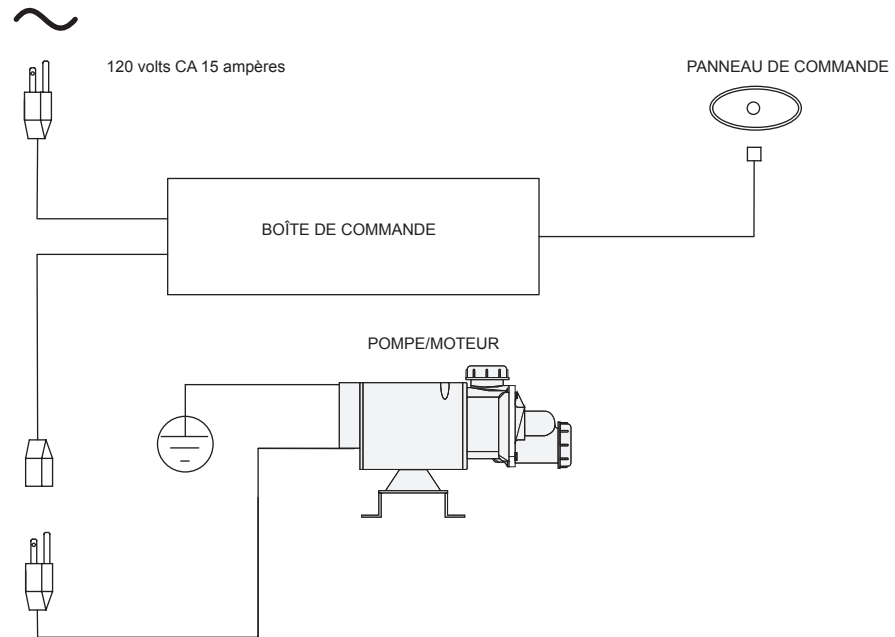 120 volts CA 15 ampères
PANNEAU DE COMMANDE
BOÎTE DE COMMANDE
POMPE/MOTEUR